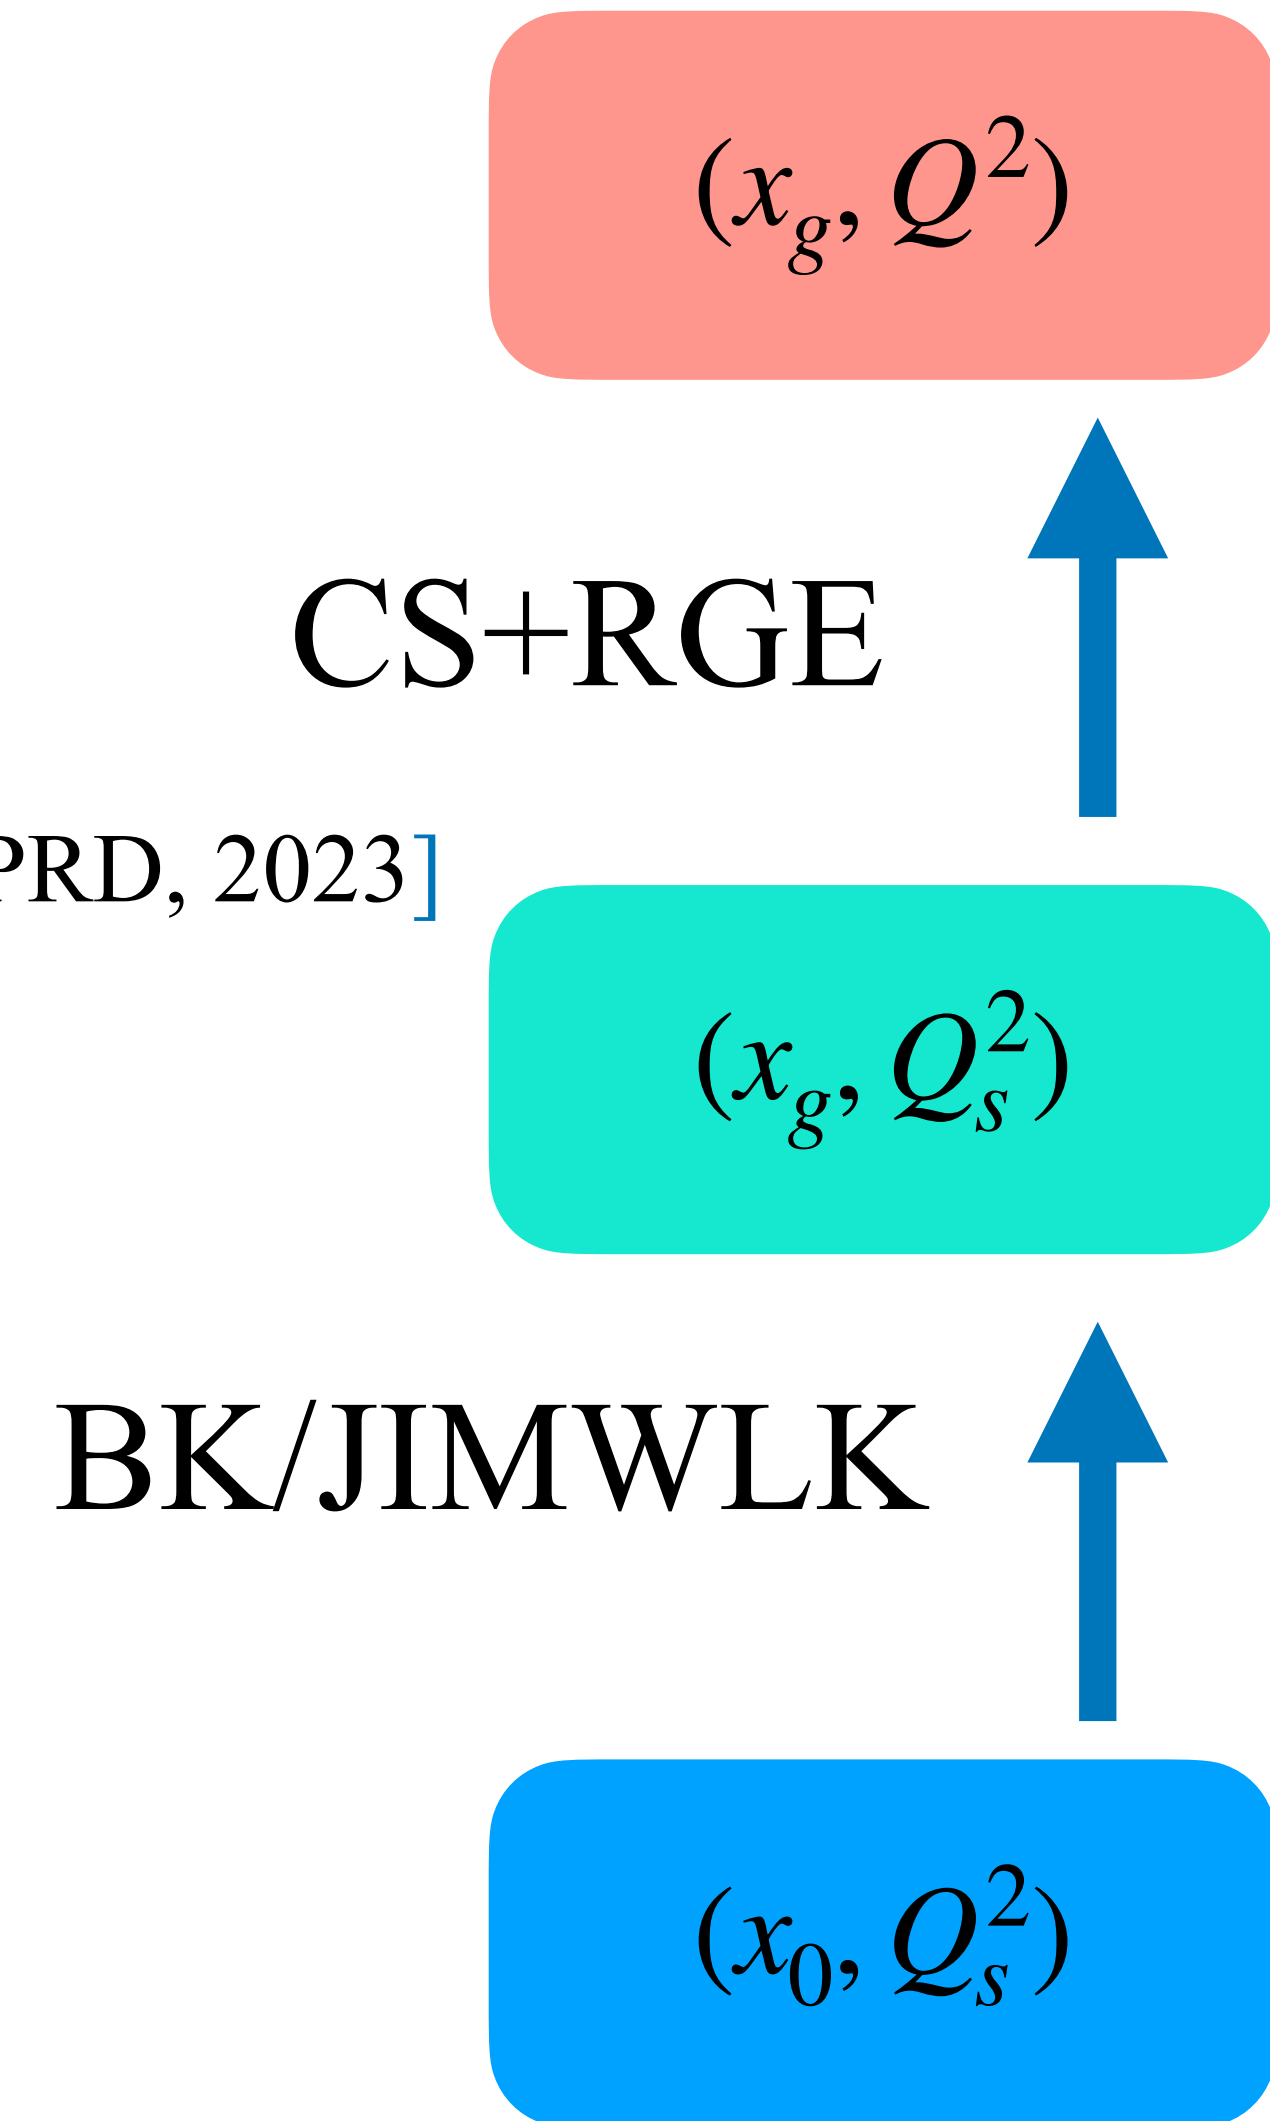 (x_g, Q^2)
CS+RGE
PRD, 2023]
(x_g, Q_s^2)
BK/JIMWLK
(x_0, Q_s^2)